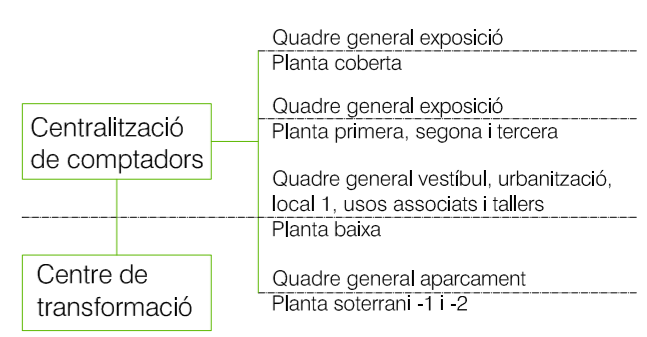 Quadre general exposició
Planta coberta
Centralització
de comptadors
Quadre general exposició
Planta primera, segona i tercera
Quadre general vestíbul, urbanització,
local 1, usos associats i tallers
Planta baixa
Centre de
transformació
Quadre general aparcament
Planta soterrani -1 i -2